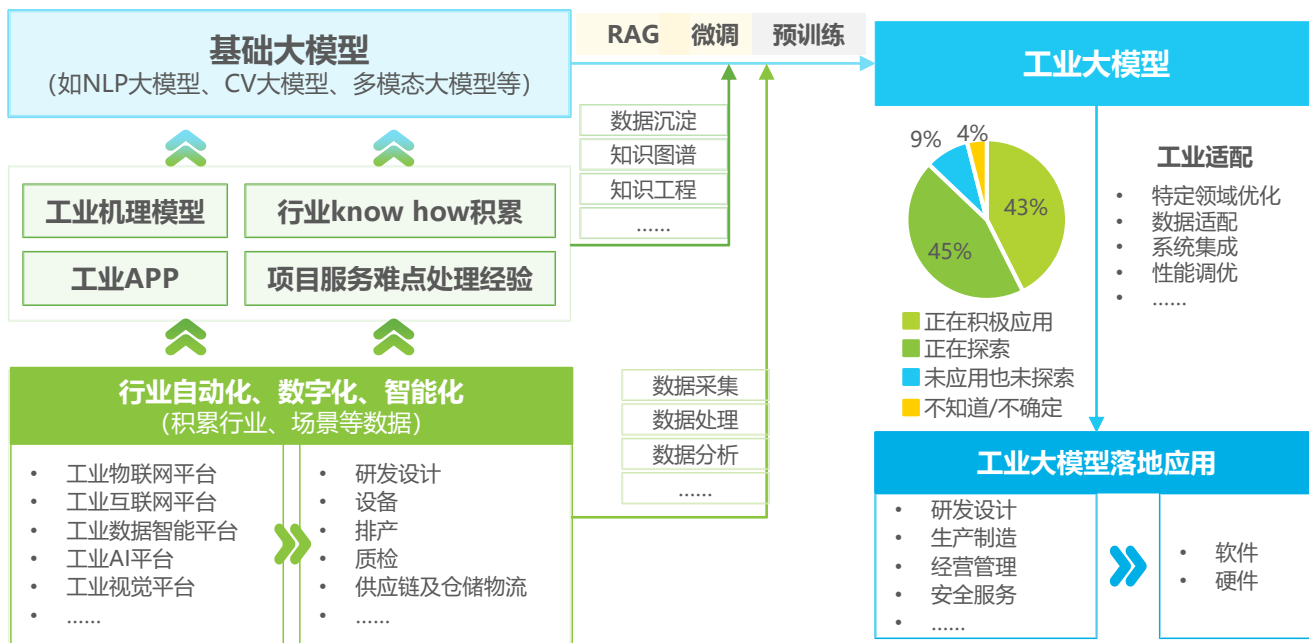 基础大模型
（如NLP大模型、CV大模型、多模态大模型等）
RAG
微调
预训练
工业大模型
数据沉淀
知识图谱
知识工程
......
工业机理模型
行业know how积累
工业APP
项目服务难点处理经验
行业自动化、数字化、智能化
（积累行业、场景等数据）
• 工业物联网平台
• 工业互联网平台
• 工业数据智能平台
• 工业AI平台
• 工业视觉平台
• ......
• 研发设计
• 设备
• 排产
• 质检
• 供应链及仓储物流
• ......
数据采集
数据处理
数据分析
......
9%
4%
43%
45%
正在积极应用
正在探索
未应用也未探索
不知道/不确定
工业适配
• 特定领域优化
• 数据适配
• 系统集成
• 性能调优
• ......
工业大模型落地应用
• 研发设计
• 生产制造
• 经营管理
• 安全服务
• ......
• 软件
• 硬件